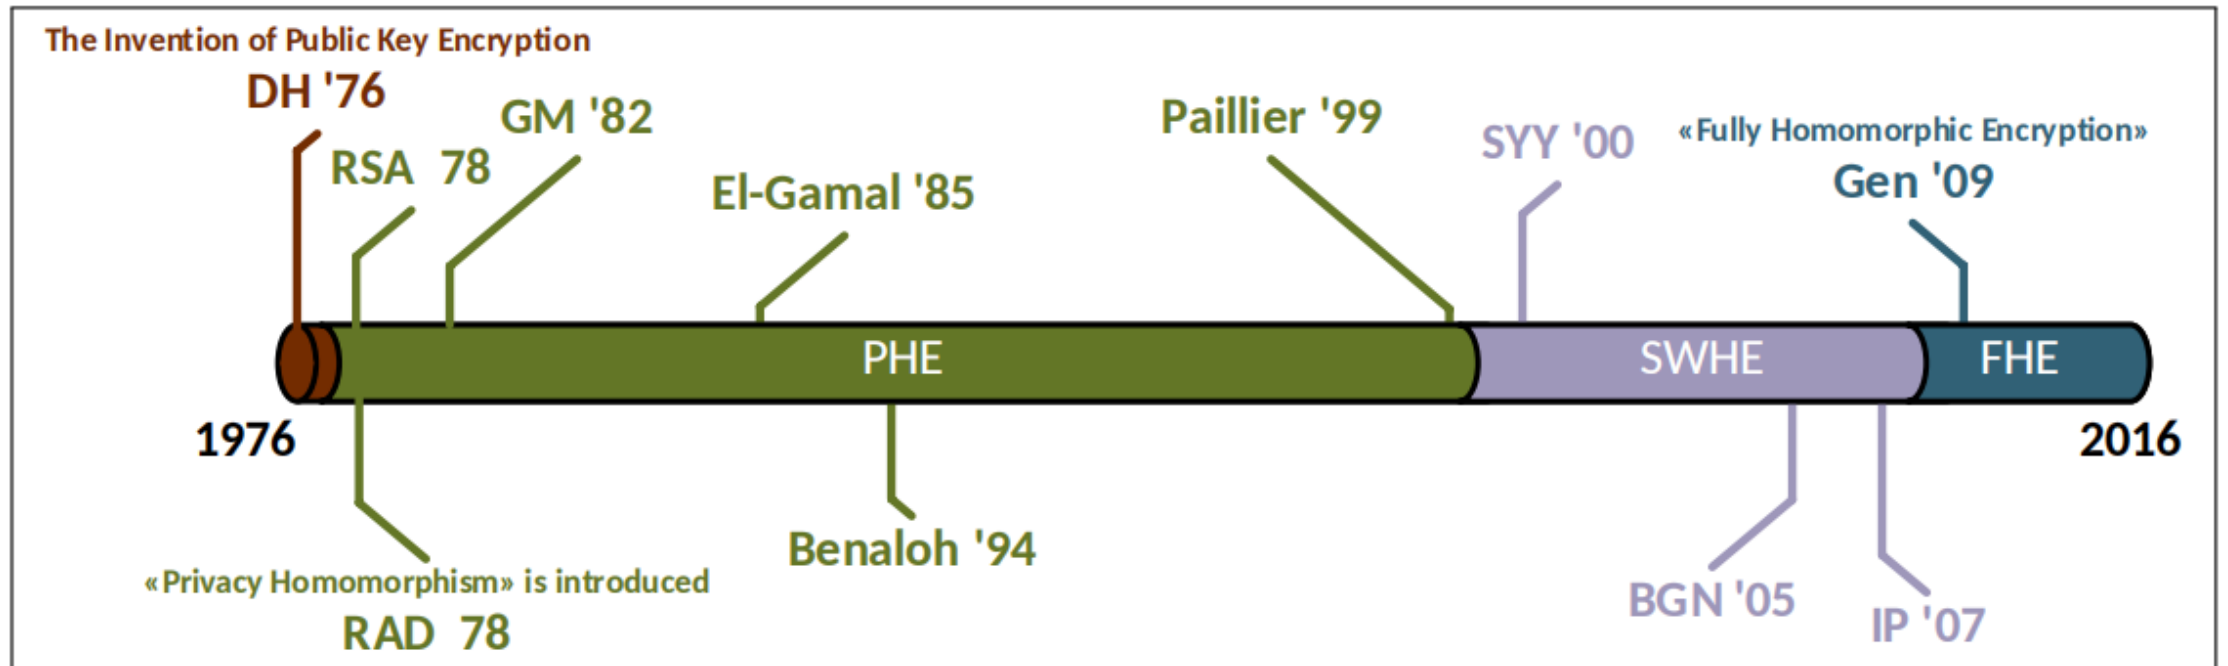 The Invention of Public Key Encryption
DH '76
RSA 78
GM '82
El-Gamal '85
Paillier '99
SYY '00
«Fully Homomorphic Encryption»
Gen '09
PHE
SWHE
FHE
1976
2016
«Privacy Homomorphism» is introduced
RAD 78
Benaloh '94
BGN '05
IP '07